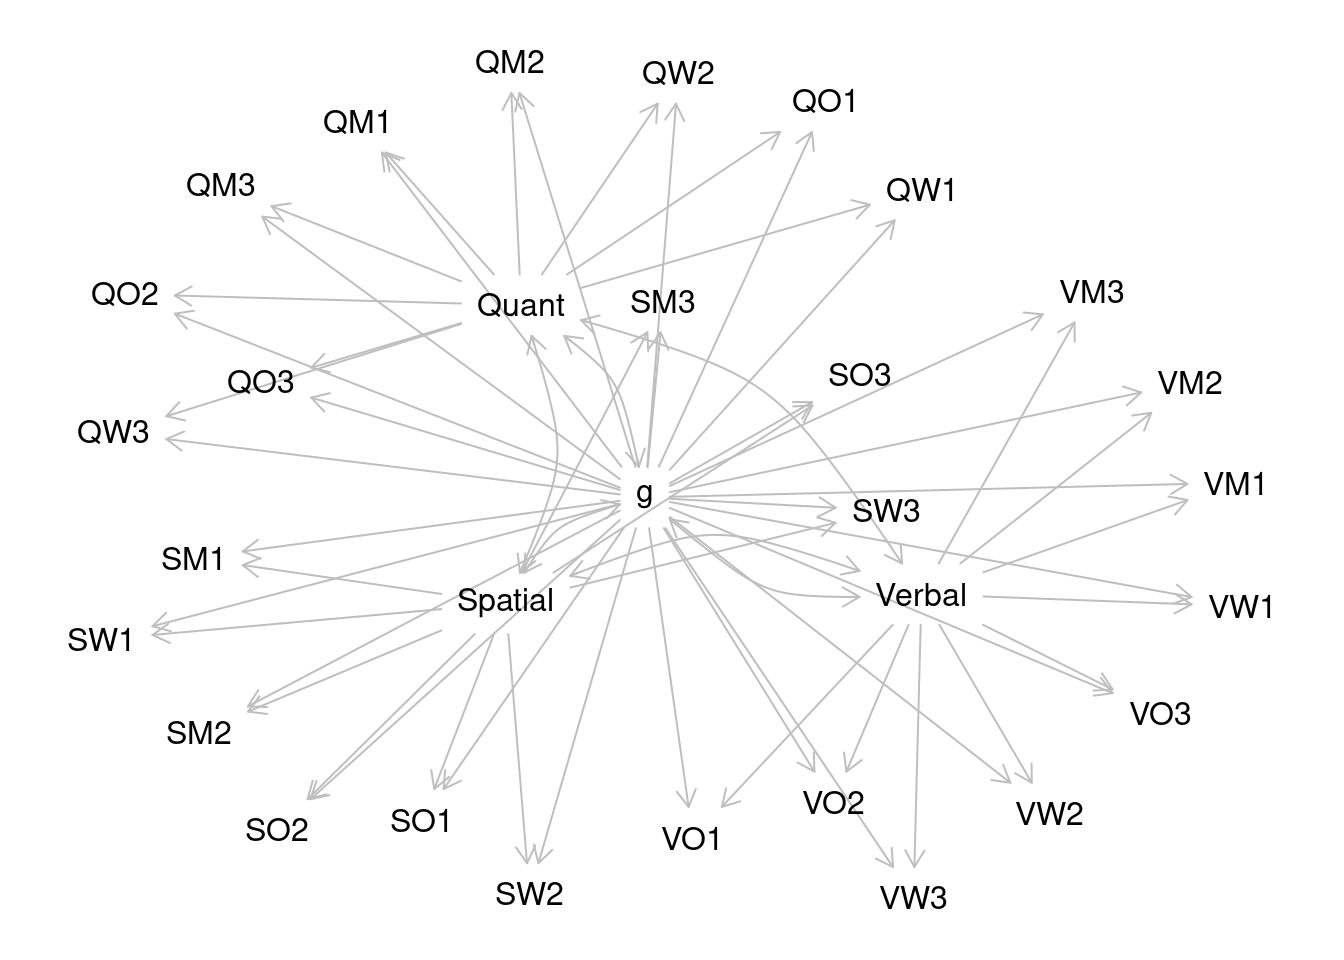 QM2
QW2
QO1
QM1
QM3
QW1
QO2
Quant
SM3
VM3
QO3
SO3
VM2
QW3
g
VM1
SW3
SM1
Spatial
Verbal
VW1
SW1
SM2
VO3
SO2
SO1
VO1
VO2
VW2
SW2
VW3